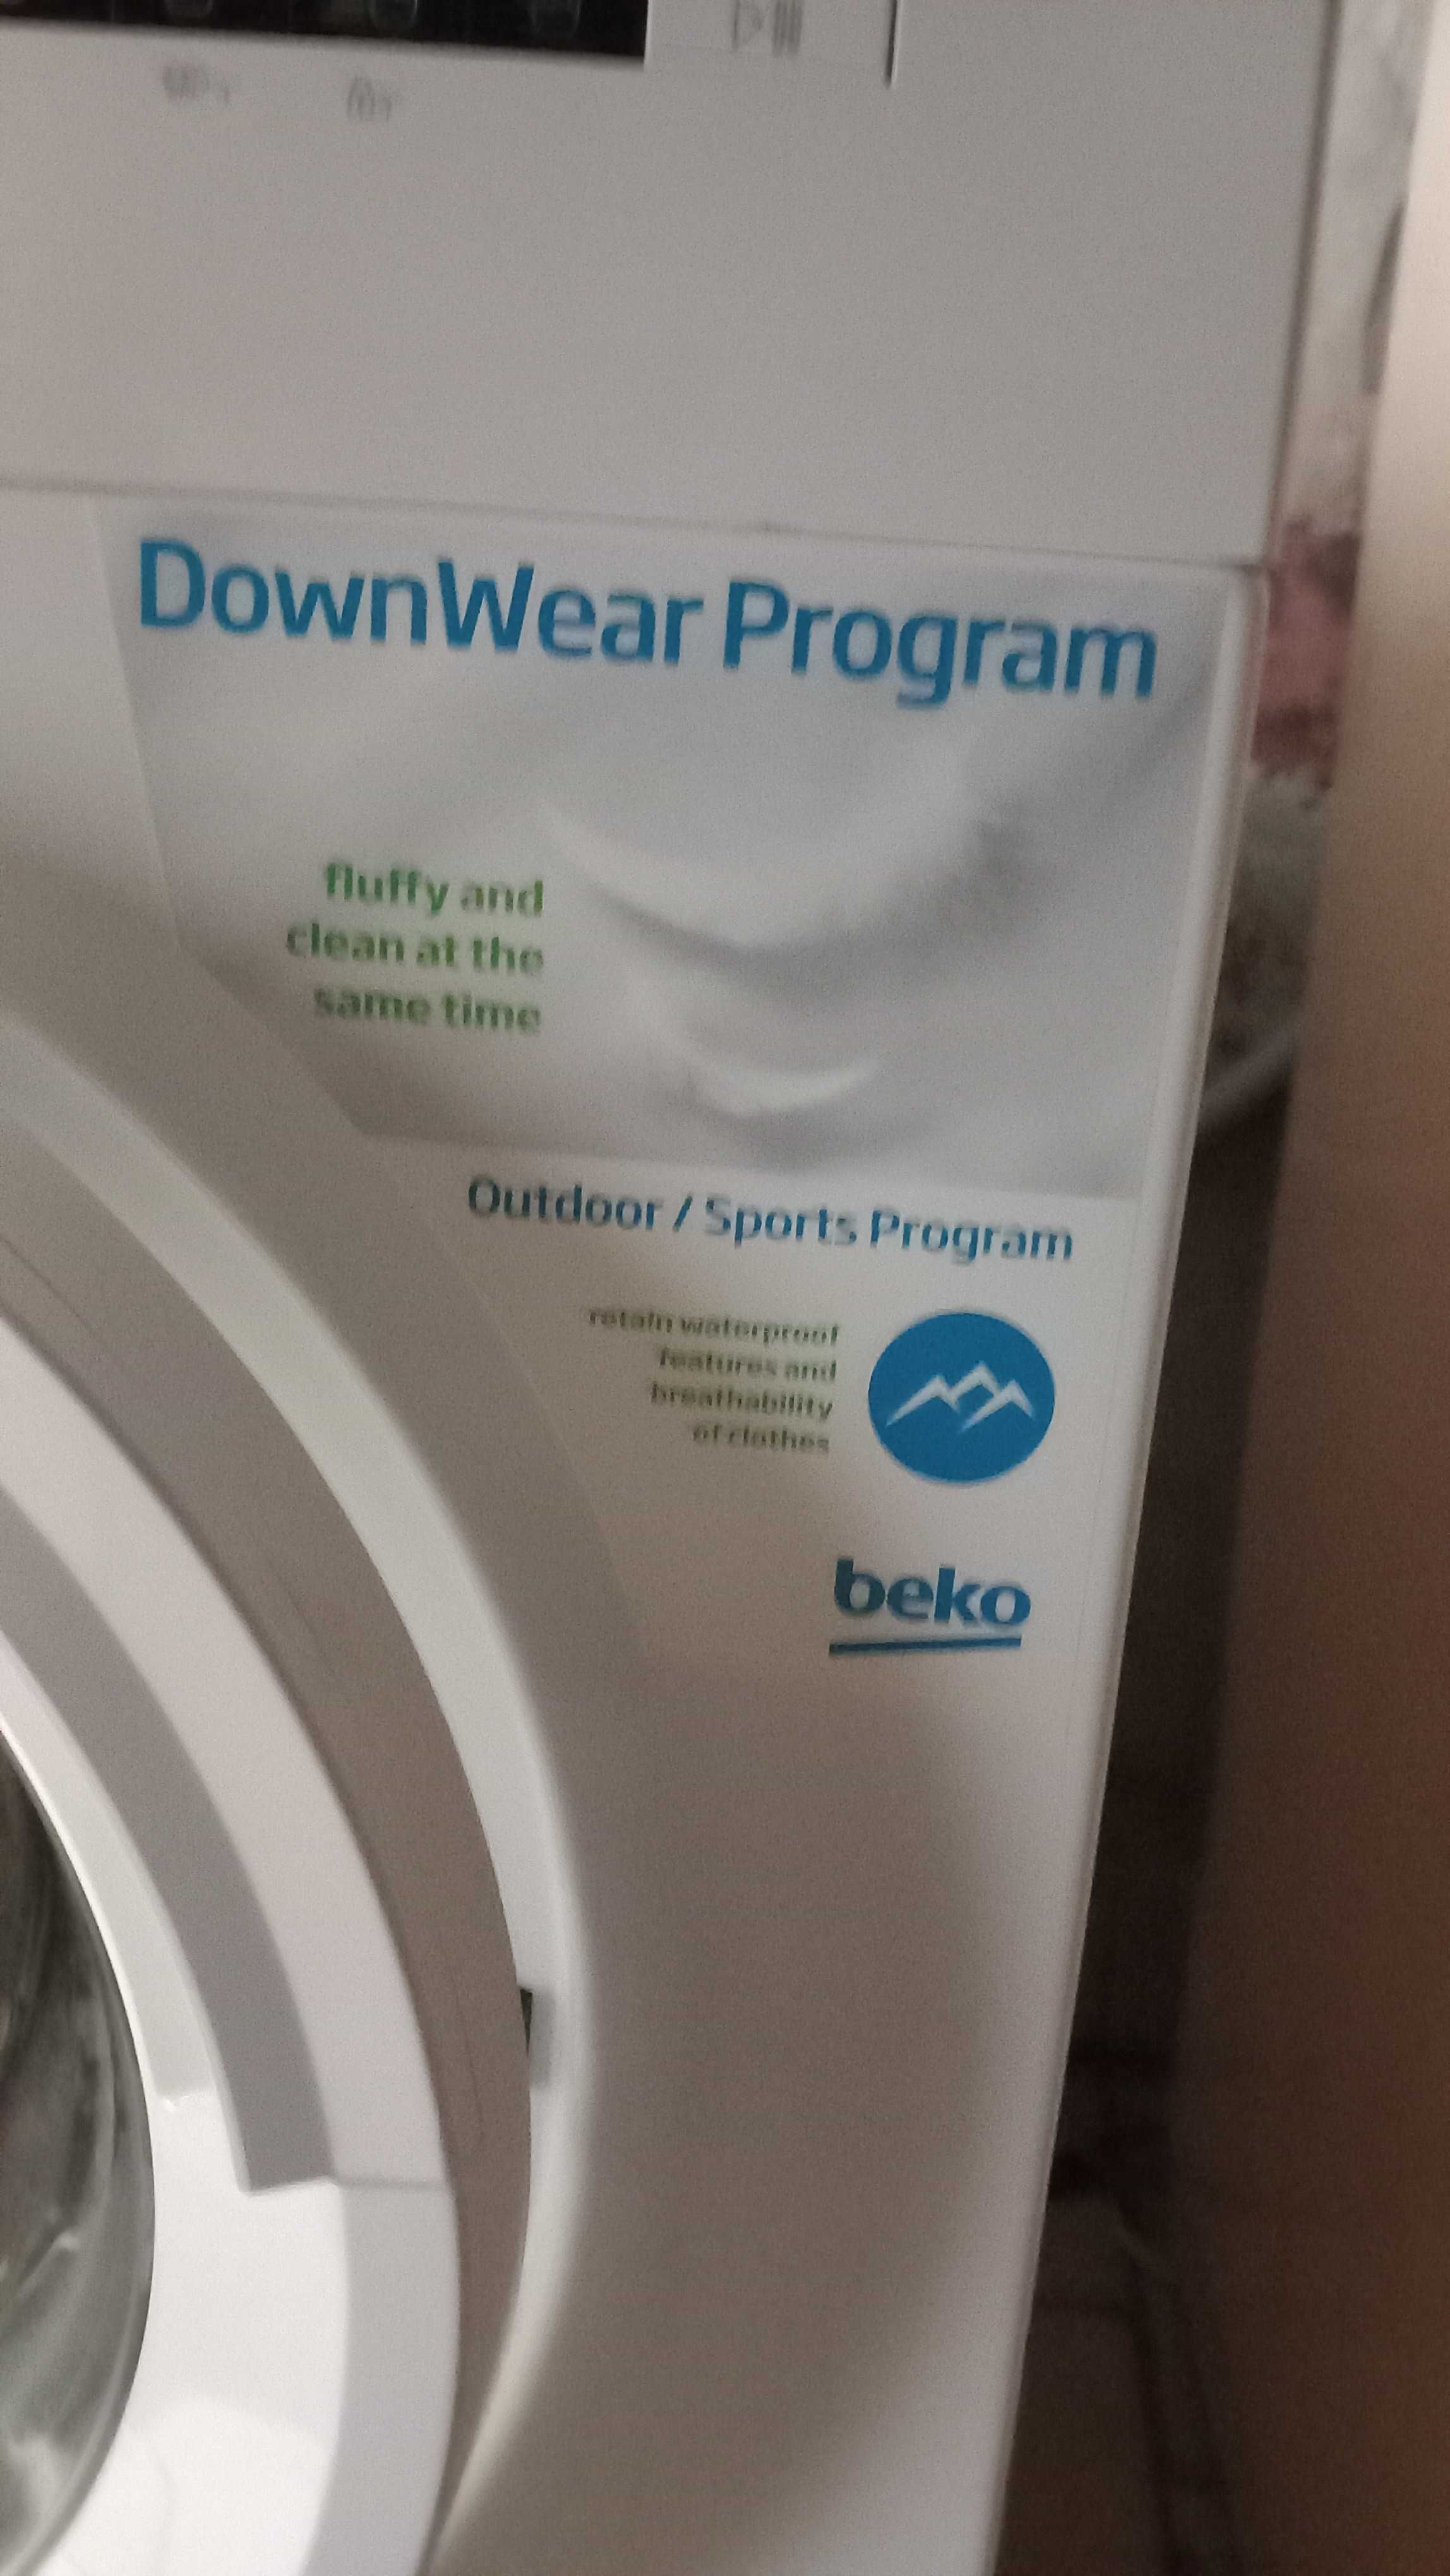 DownWear Program
fluffy and
clean at the
same time
Outdoor / Sports Program
retain waterproof
features and
breathability
of clothes
beko